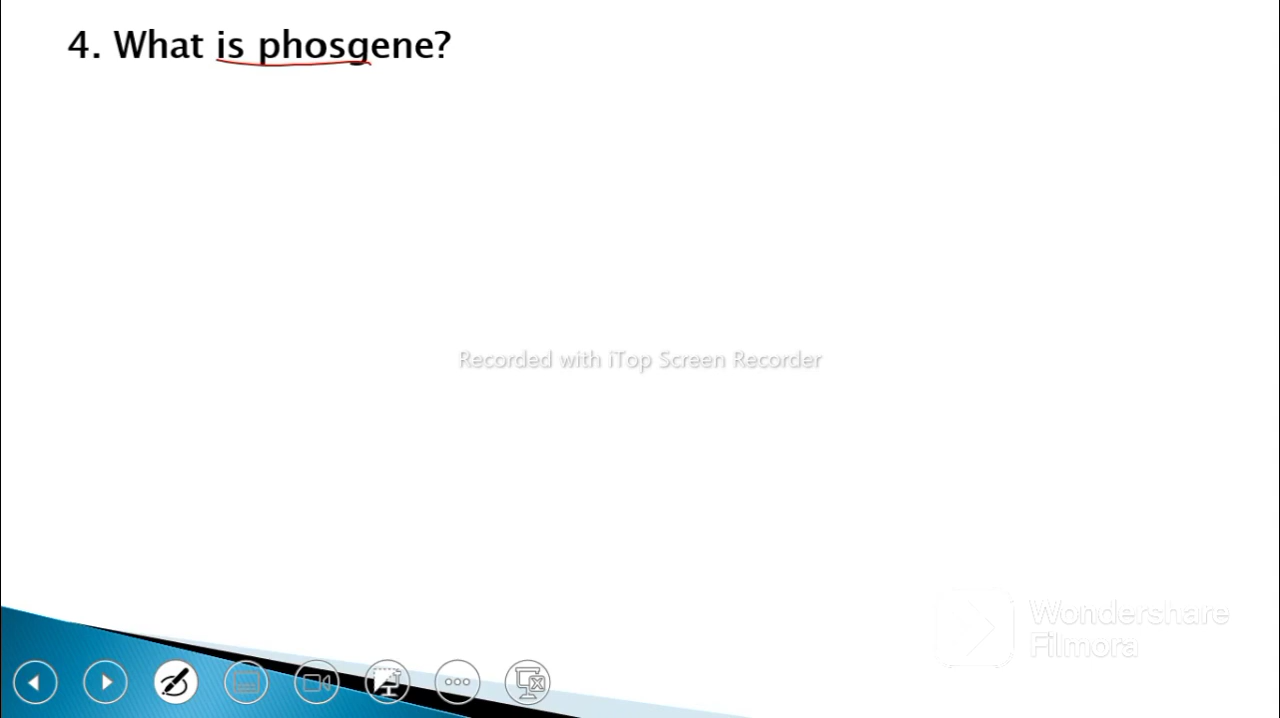 4. What is phosgene?
Recorded with iTop Screen Recorder
Wondershare
Filmora